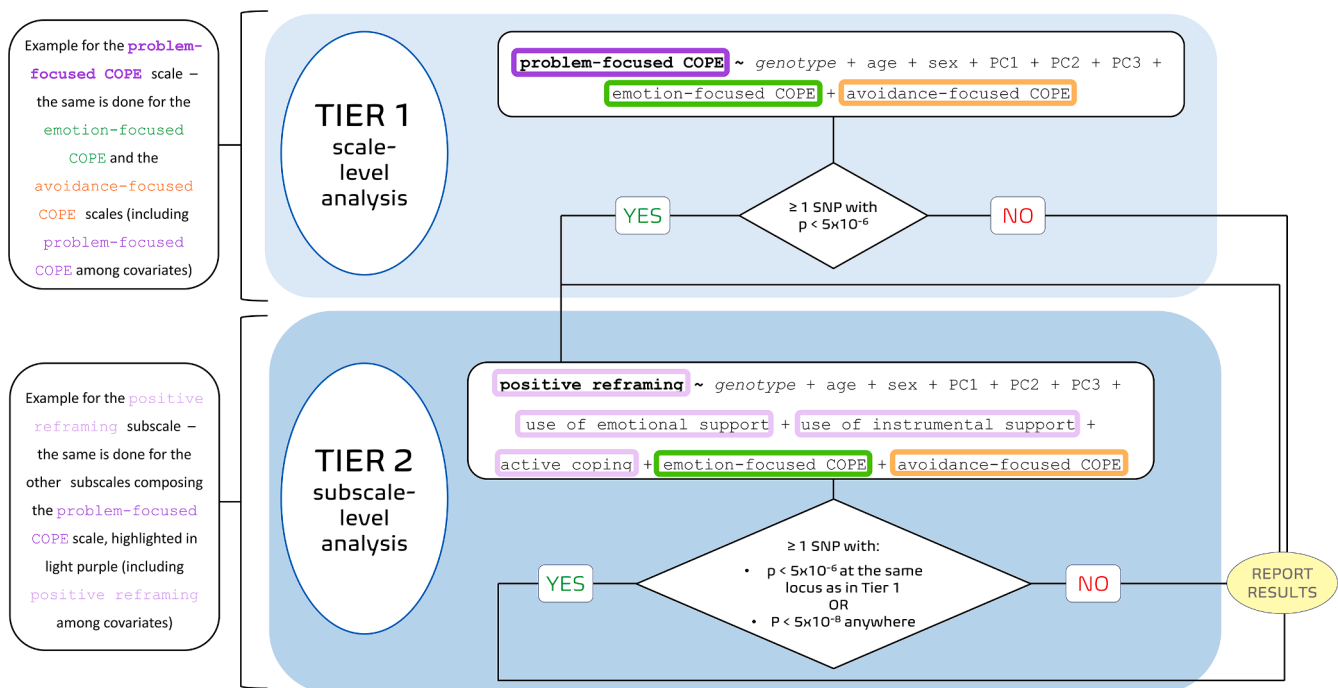 Example for the problem-
focused COPE scale –
the same is done for the
emotion-focused
COPE and the
avoidance-focused
COPE scales (including
problem-focused
COPE among covariates)
TIER 1
scale-
level
analysis
problem-focused COPE ~ genotype + age + sex + PC1 + PC2 + PC3 +
emotion-focused COPE + avoidance-focused COPE
YES
≥ 1 SNP with
p < 5x10⁻⁶
NO
Example for the positive
reframing subscale –
the same is done for the
other subscales composing
the problem-focused
COPE scale, highlighted in
light purple (including
positive reframing
among covariates)
TIER 2
subscale-
level
analysis
positive reframing ~ genotype + age + sex + PC1 + PC2 + PC3 +
use of emotional support + use of instrumental support +
active coping + emotion-focused COPE + avoidance-focused COPE
YES
≥ 1 SNP with:
• p < 5x10⁻⁶ at the same
locus as in Tier 1
OR
• P < 5x10⁻⁸ anywhere
NO
REPORT
RESULTS